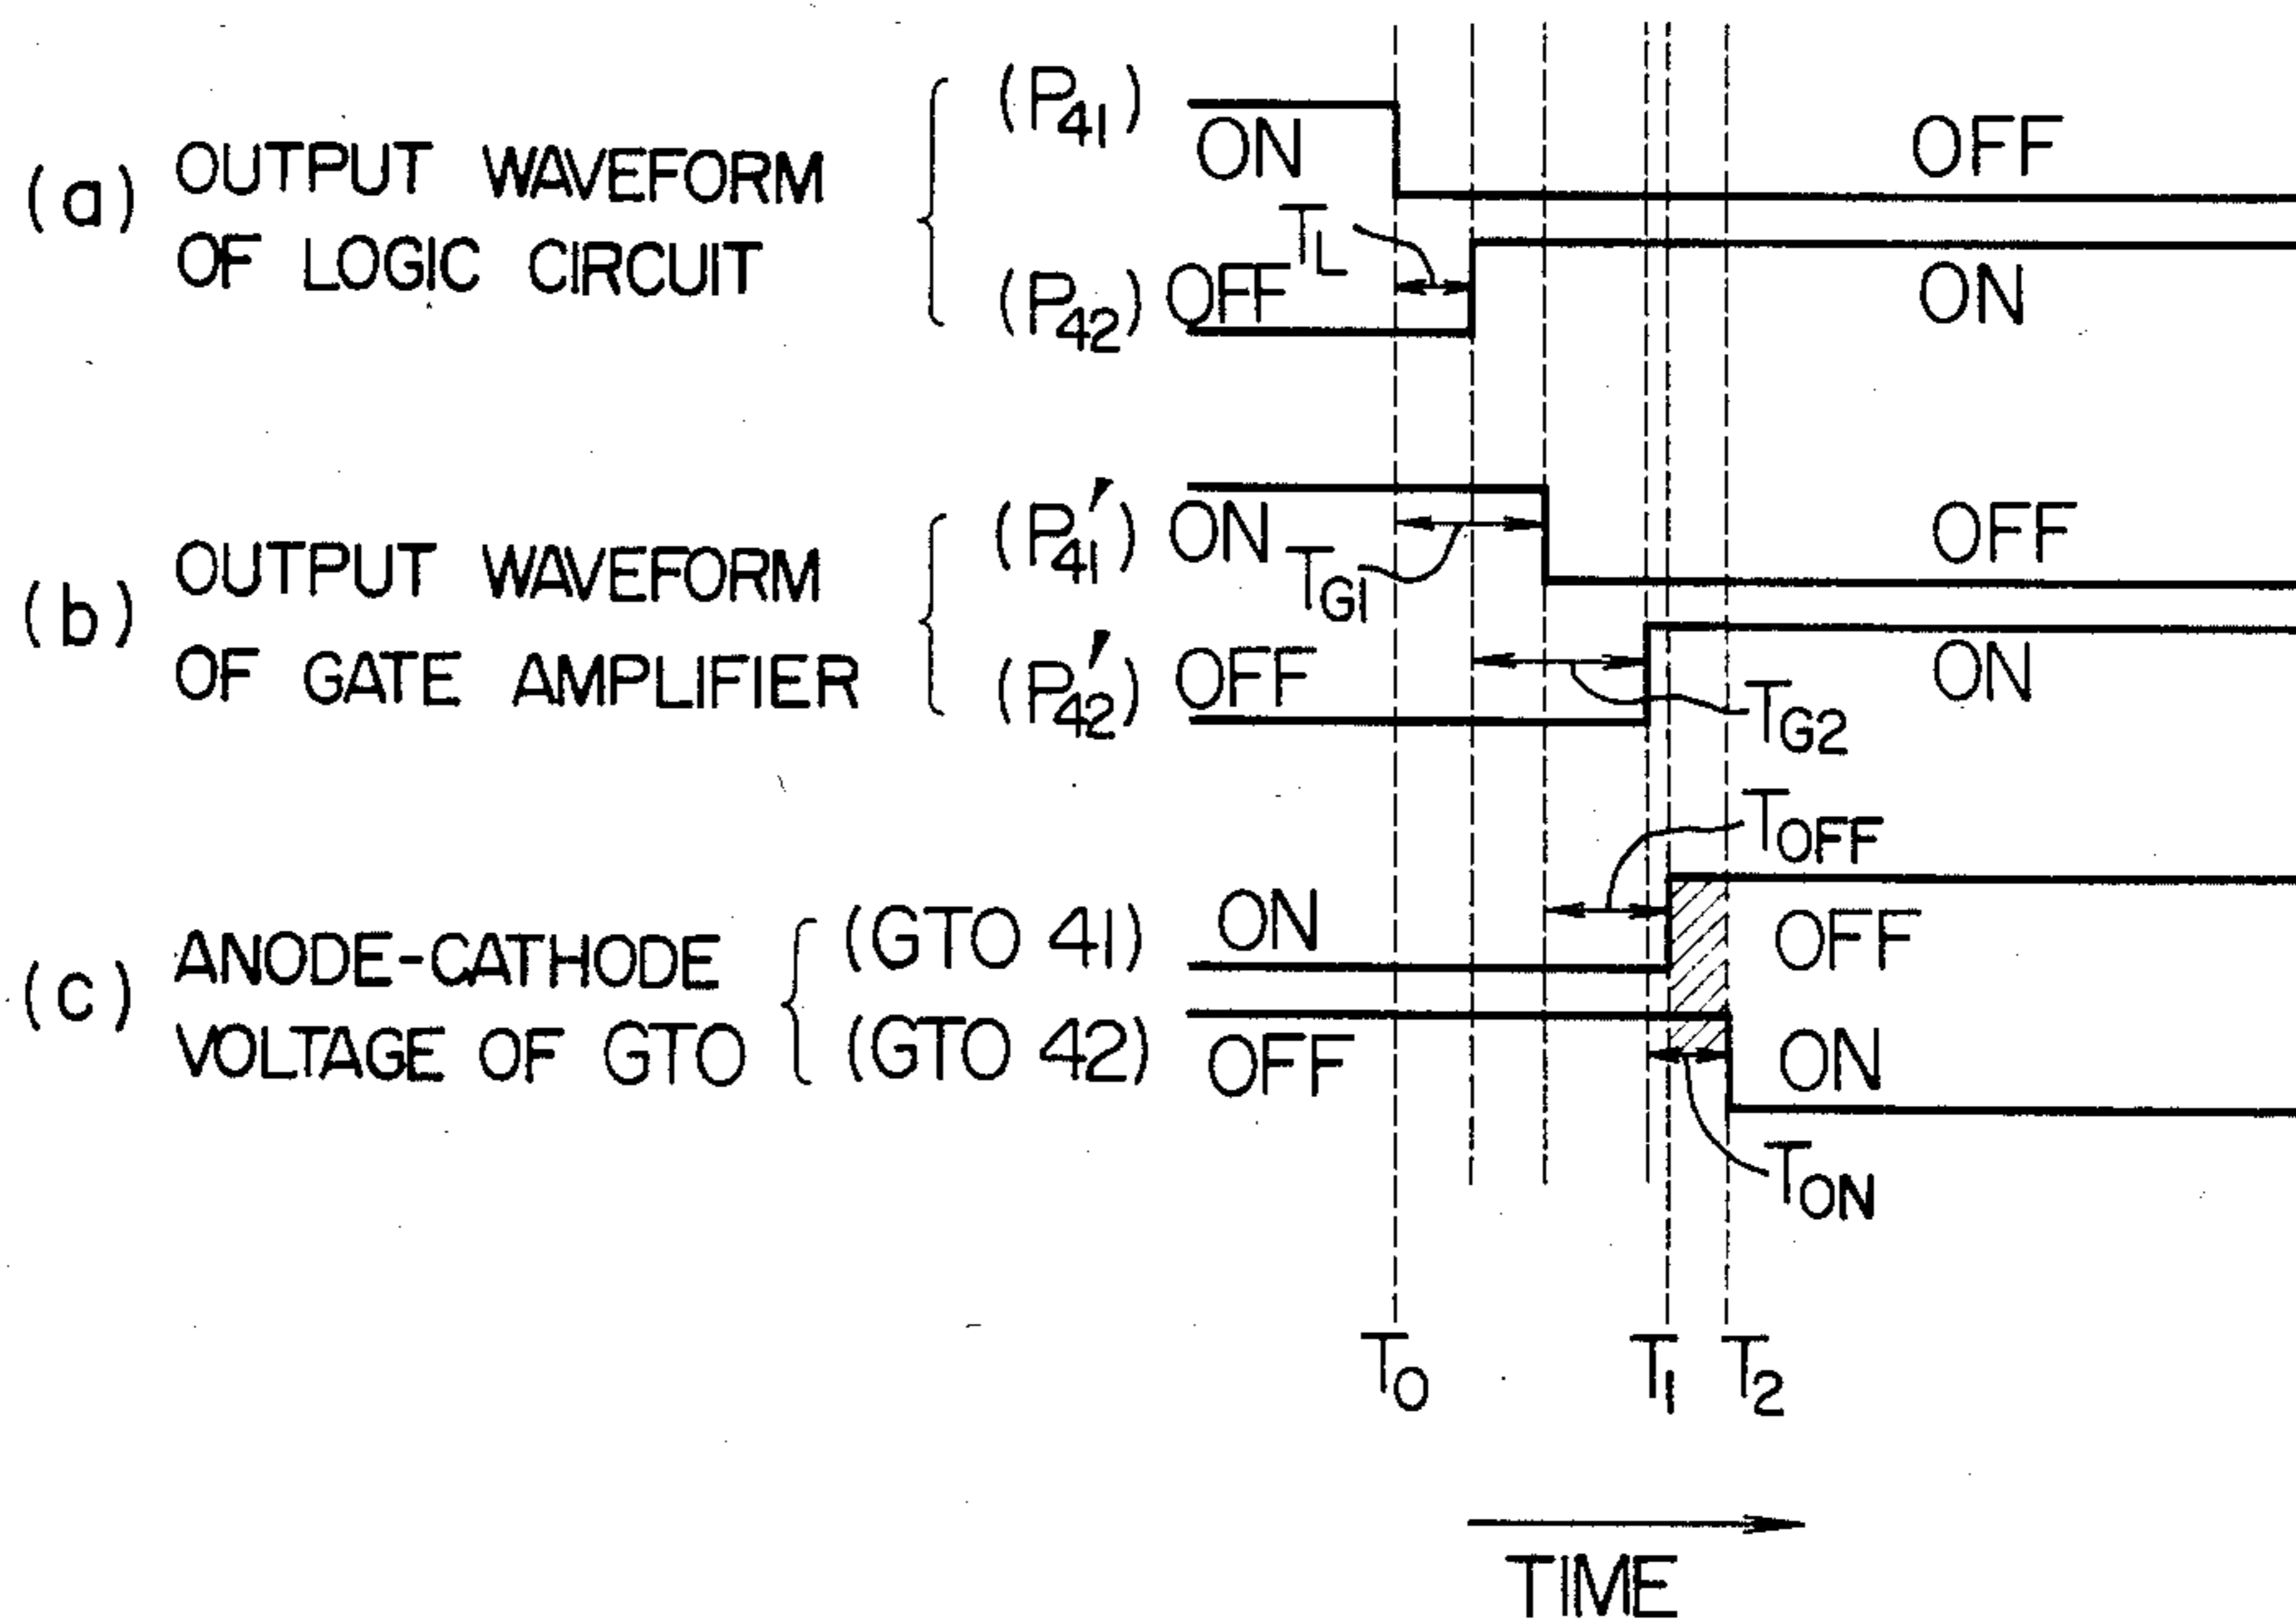 (a) OUTPUT WAVEFORM OF LOGIC CIRCUIT
(P41) ON OFF
TL
(P42) OFF ON
(b) OUTPUT WAVEFORM OF GATE AMPLIFIER
(P41') ON OFF
TG1
(P42') OFF ON
TG2
TOFF
(c) ANODE-CATHODE VOLTAGE OF GTO
(GTO 41) ON OFF
(GTO 42) OFF ON
TON
T0 T1 T2
TIME